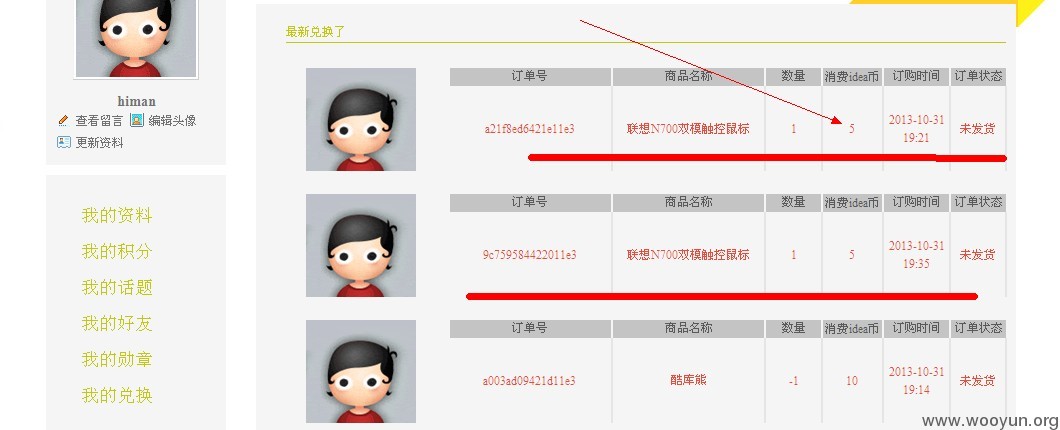 最新兑换了
himan
查看留言 编辑头像
更新资料
我的资料
我的积分
我的话题
我的好友
我的勋章
我的兑换
订单号 商品名称 数量 消费idea币 订购时间 订单状态
a21f8ed6421e11e3 联想N700双模触控鼠标 1 5 2013-10-31 19:21 未发货
订单号 商品名称 数量 消费idea币 订购时间 订单状态
9c759584422011e3 联想N700双模触控鼠标 1 5 2013-10-31 19:35 未发货
订单号 商品名称 数量 消费idea币 订购时间 订单状态
a003ad09421d11e3 酷库熊 -1 10 2013-10-31 19:14 未发货
www.wooyun.org